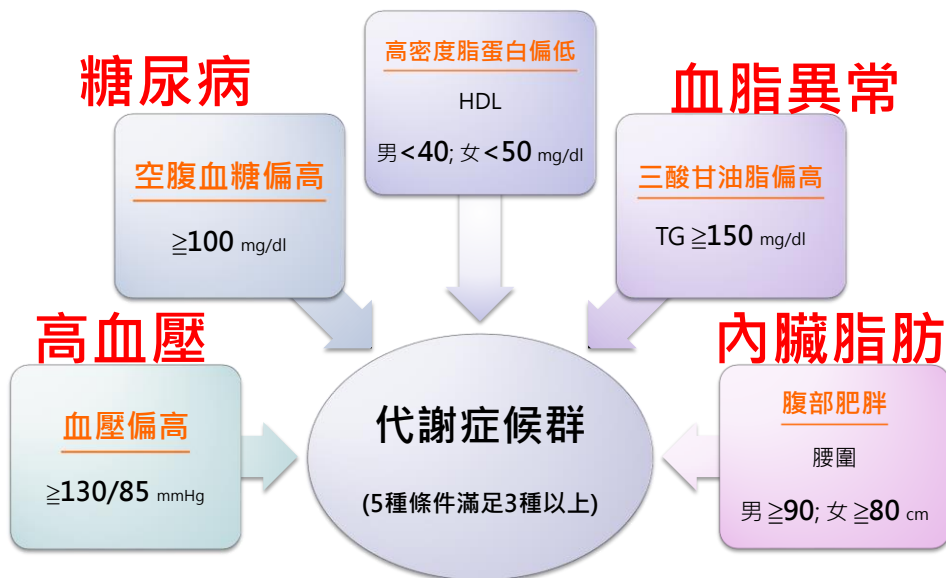 高密度脂蛋白偏低
HDL
男<40; 女<50 mg/dl
糖尿病
空腹血糖偏高
≧100 mg/dl
血脂異常
三酸甘油脂偏高
TG ≧150 mg/dl
高血壓
血壓偏高
≧130/85 mmHg
內臟脂肪
腹部肥胖
腰圍
男 ≧90; 女 ≧80 cm
代謝症候群
(5種條件滿足3種以上)